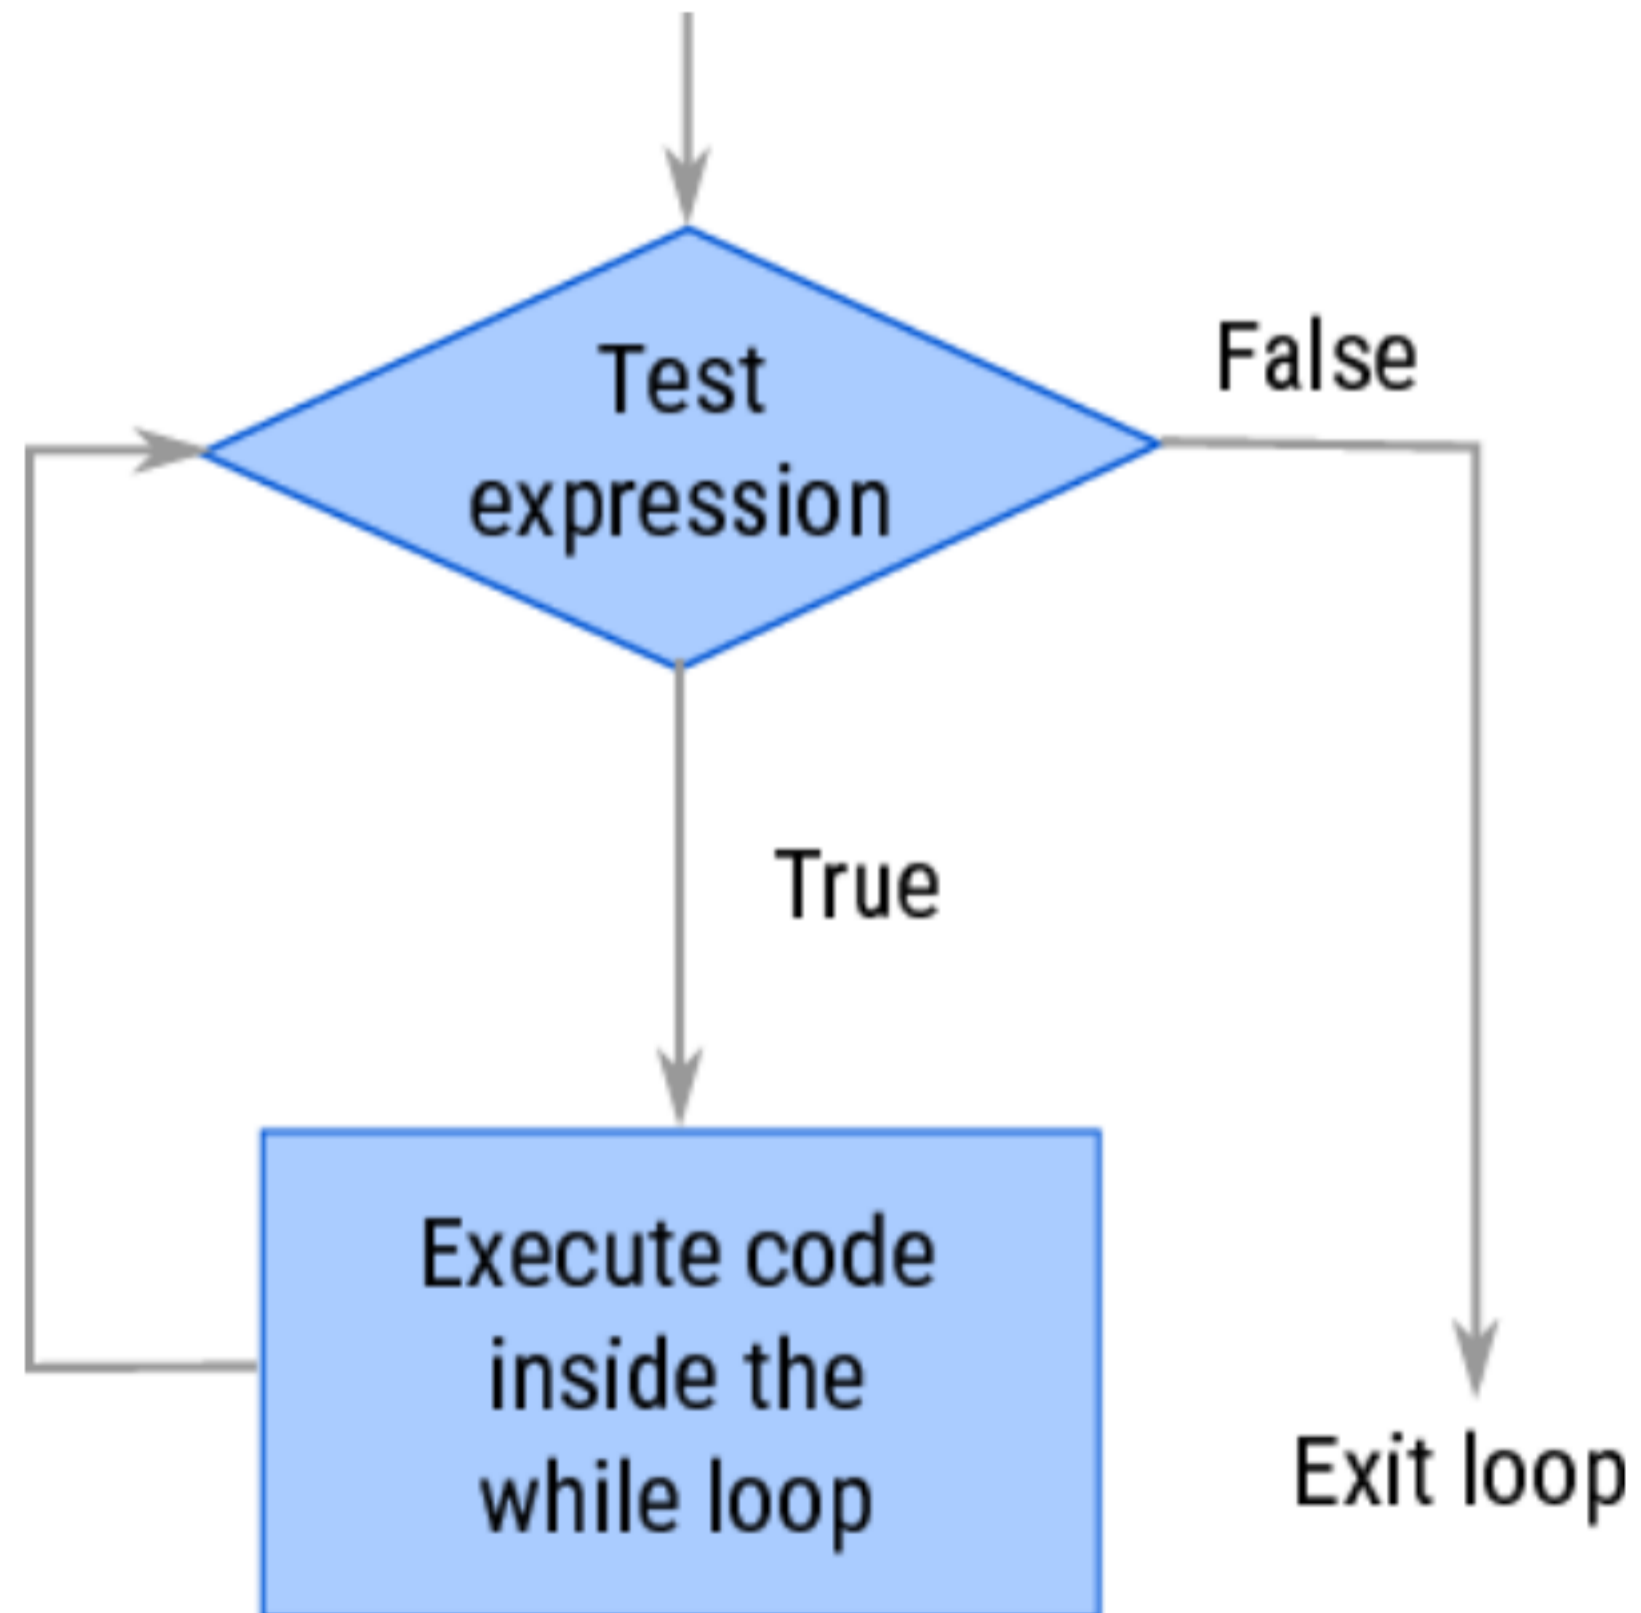 Test
expression
False
True
Execute code
inside the
while loop
Exit loop